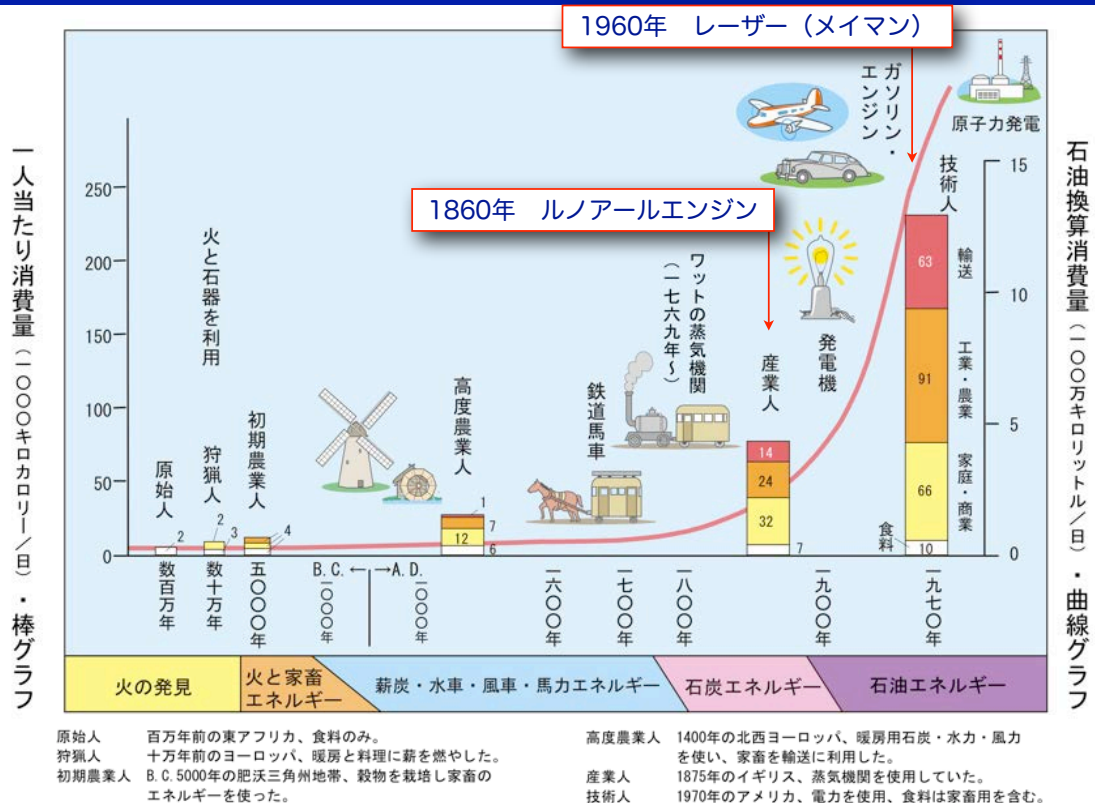 1960年 レーザー（メイマン）
1860年 ルノアールエンジン
一人当たり消費量（一〇〇〇キロカロリー／日）・棒グラフ
250
200
150
100
50
0
石油換算消費量（一〇〇万キロリットル／日）・曲線グラフ
15
10
5
0
火と石器を利用
原始人
2
狩猟人
2
3
初期農業人
4
高度農業人
1
7
12
6
鉄道馬車
ワットの蒸気機関
（一七六九年〜）
産業人
14
24
32
7
発電機
ガソリン・
エンジン
原子力発電
技術人
63
輸送
91
工業・農業
66
家庭・商業
食料
10
数百万年
数十万年
五〇〇〇年
一〇〇〇年
B.C.←→A.D.
一〇〇〇年
一六〇〇年
一七〇〇年
一八〇〇年
一九〇〇年
一九七〇年
火の発見
火と家畜
エネルギー
薪炭・水車・風車・馬力エネルギー
石炭エネルギー
石油エネルギー
原始人 百万年前の東アフリカ、食料のみ。
狩猟人 十万年前のヨーロッパ、暖房と料理に薪を燃やした。
初期農業人 B.C.5000年の肥沃三角州地帯、穀物を栽培し家畜の
エネルギーを使った。
高度農業人 1400年の北西ヨーロッパ、暖房用石炭・水力・風力
を使い、家畜を輸送に利用した。
産業人 1875年のイギリス、蒸気機関を使用していた。
技術人 1970年のアメリカ、電力を使用、食料は家畜用を含む。